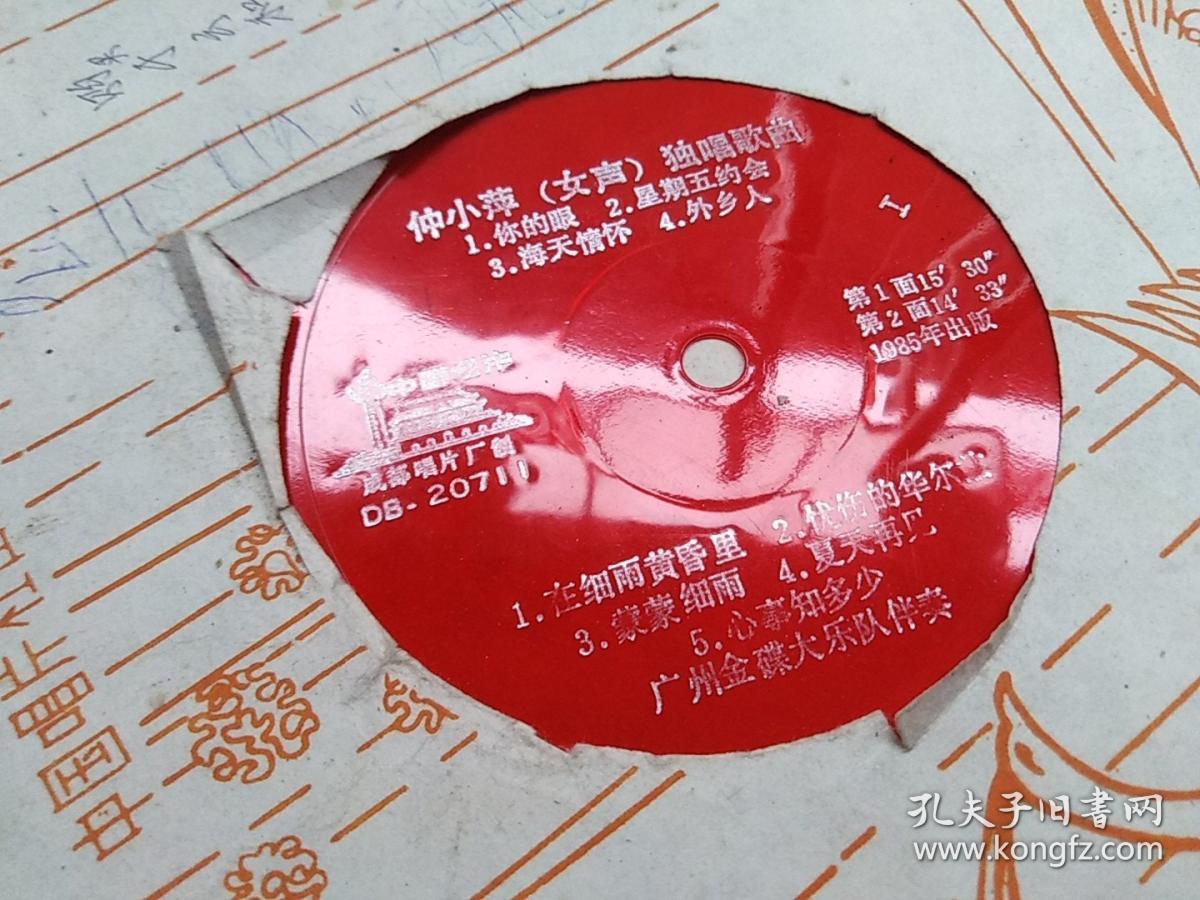 仲小萍（女声）独唱歌曲
1.你的眼 2.星期五约会
3.海天情怀 4.外乡人
I
第1面15′30″
第2面14′33″
1985年出版
中国唱片
成都唱片厂制
DB-20711
1.在细雨黄昏里 2.忧伤的华尔
3.蒙蒙细雨 4.夏天再见
5.心事知多少
广州金碟大乐队伴奏
中国唱
孔夫子旧书网
www.kongfz.com